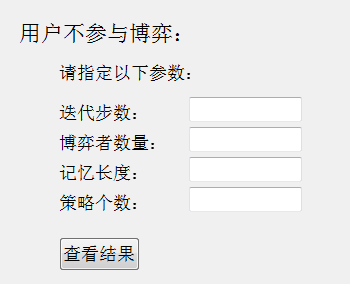 用户不参与博弈：
请指定以下参数：
迭代步数：
博弈者数量：
记忆长度：
策略个数：
查看结果